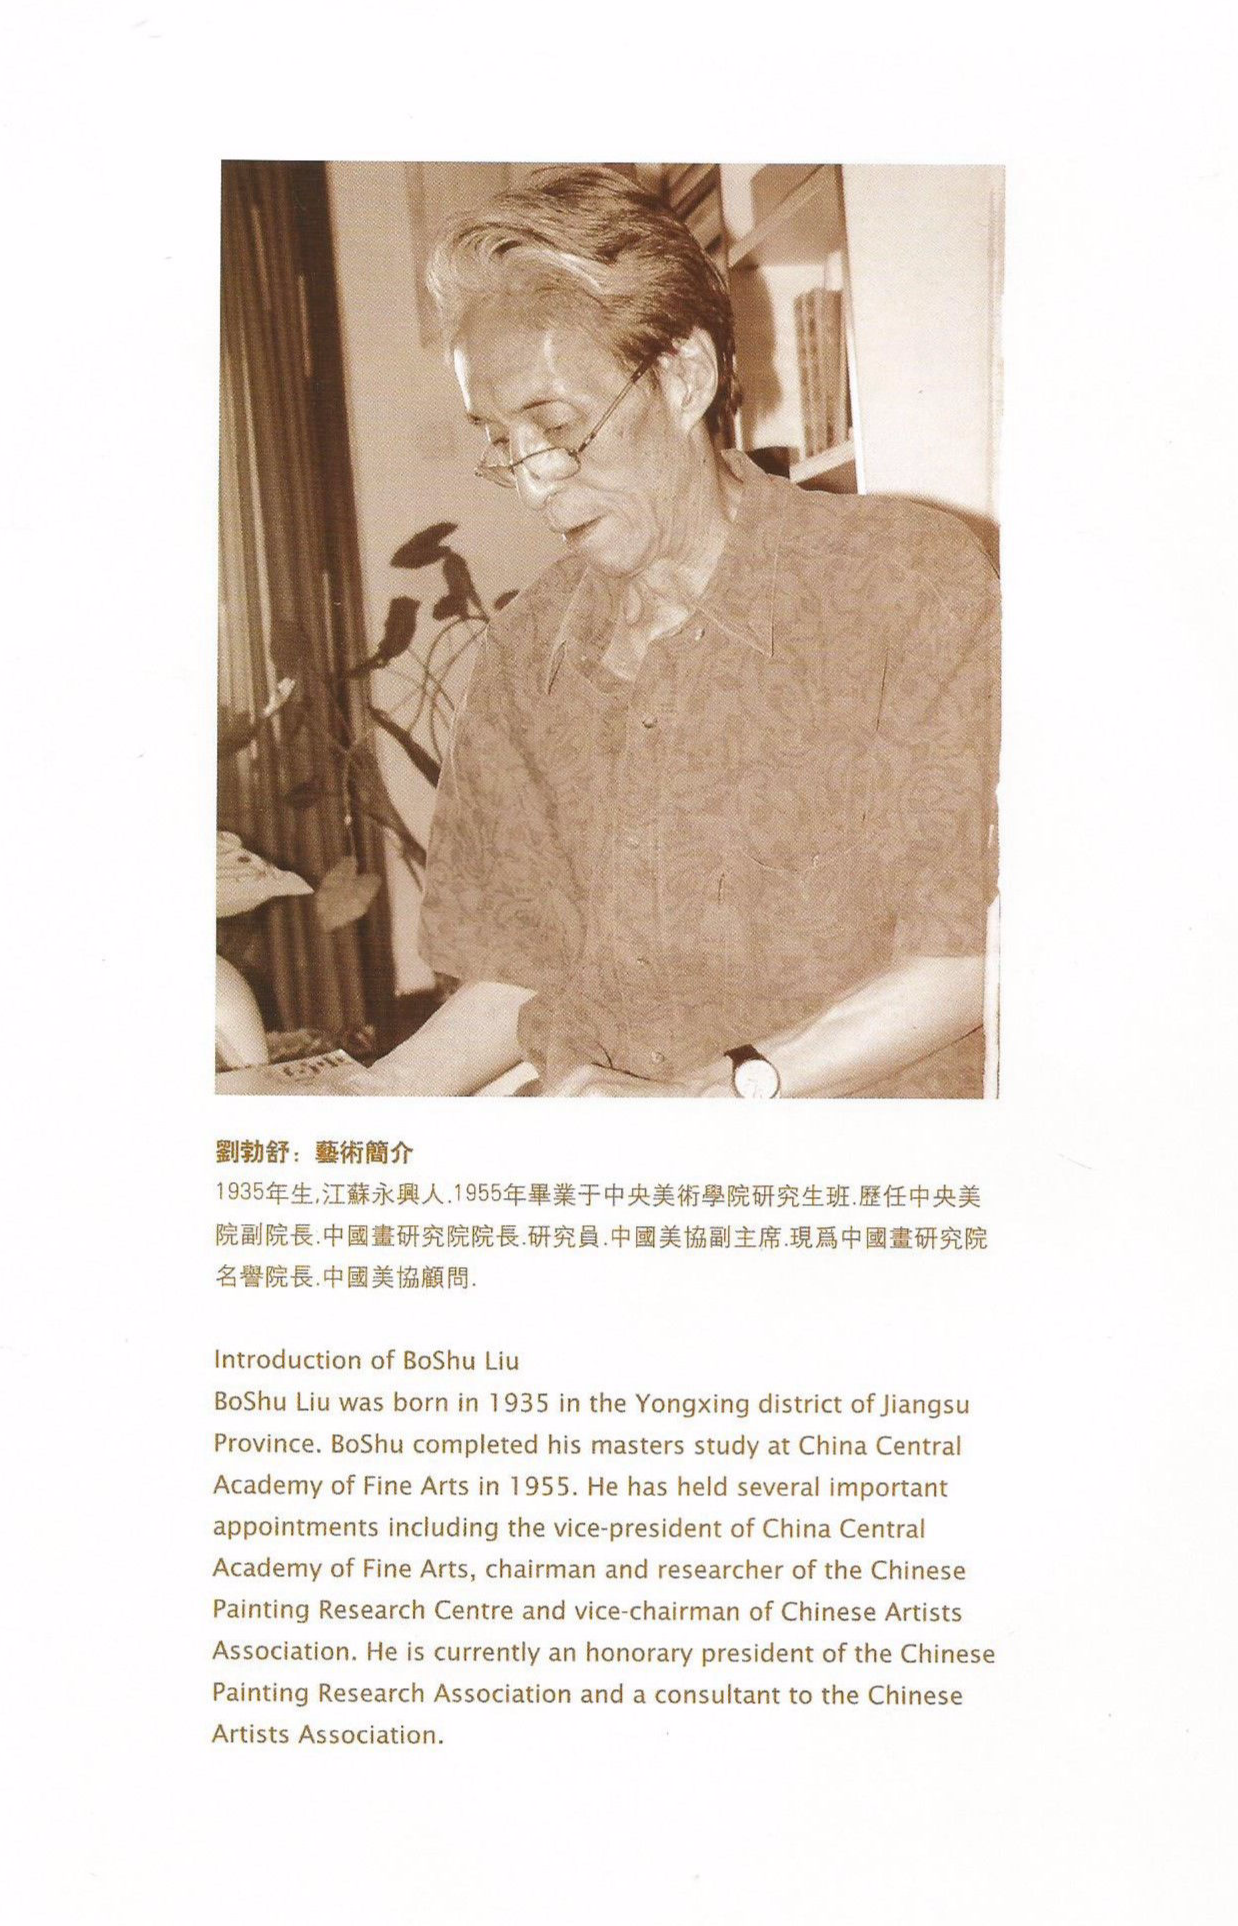 劉勃舒：藝術簡介
1935年生,江蘇永興人.1955年畢業于中央美術學院研究生班.歷任中央美
院副院長.中國畫研究院院長.研究員.中國美協副主席.現爲中國畫研究院
名譽院長.中國美協顧問.
Introduction of BoShu Liu
BoShu Liu was born in 1935 in the Yongxing district of Jiangsu
Province. BoShu completed his masters study at China Central
Academy of Fine Arts in 1955. He has held several important
appointments including the vice-president of China Central
Academy of Fine Arts, chairman and researcher of the Chinese
Painting Research Centre and vice-chairman of Chinese Artists
Association. He is currently an honorary president of the Chinese
Painting Research Association and a consultant to the Chinese
Artists Association.